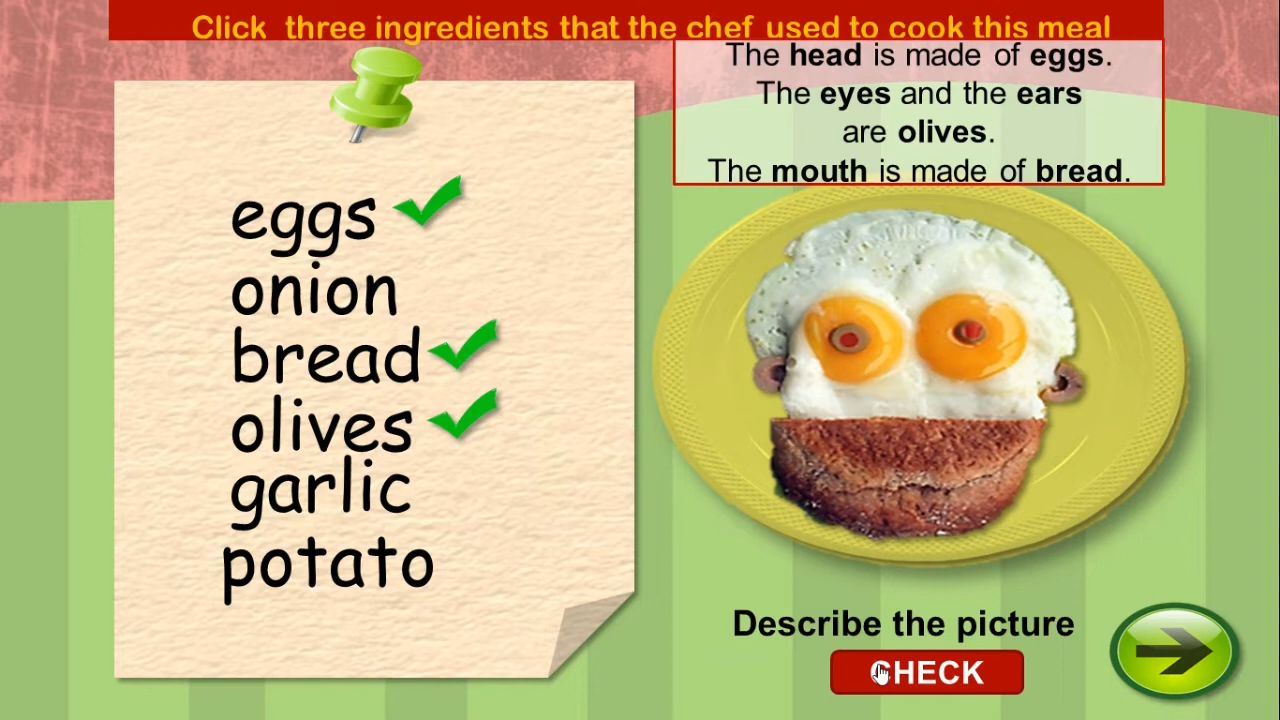 Click three ingredients that the chef used to cook this meal
The head is made of eggs.
The eyes and the ears
are olives.
The mouth is made of bread.
eggs
onion
bread
olives
garlic
potato
Describe the picture
CHECK